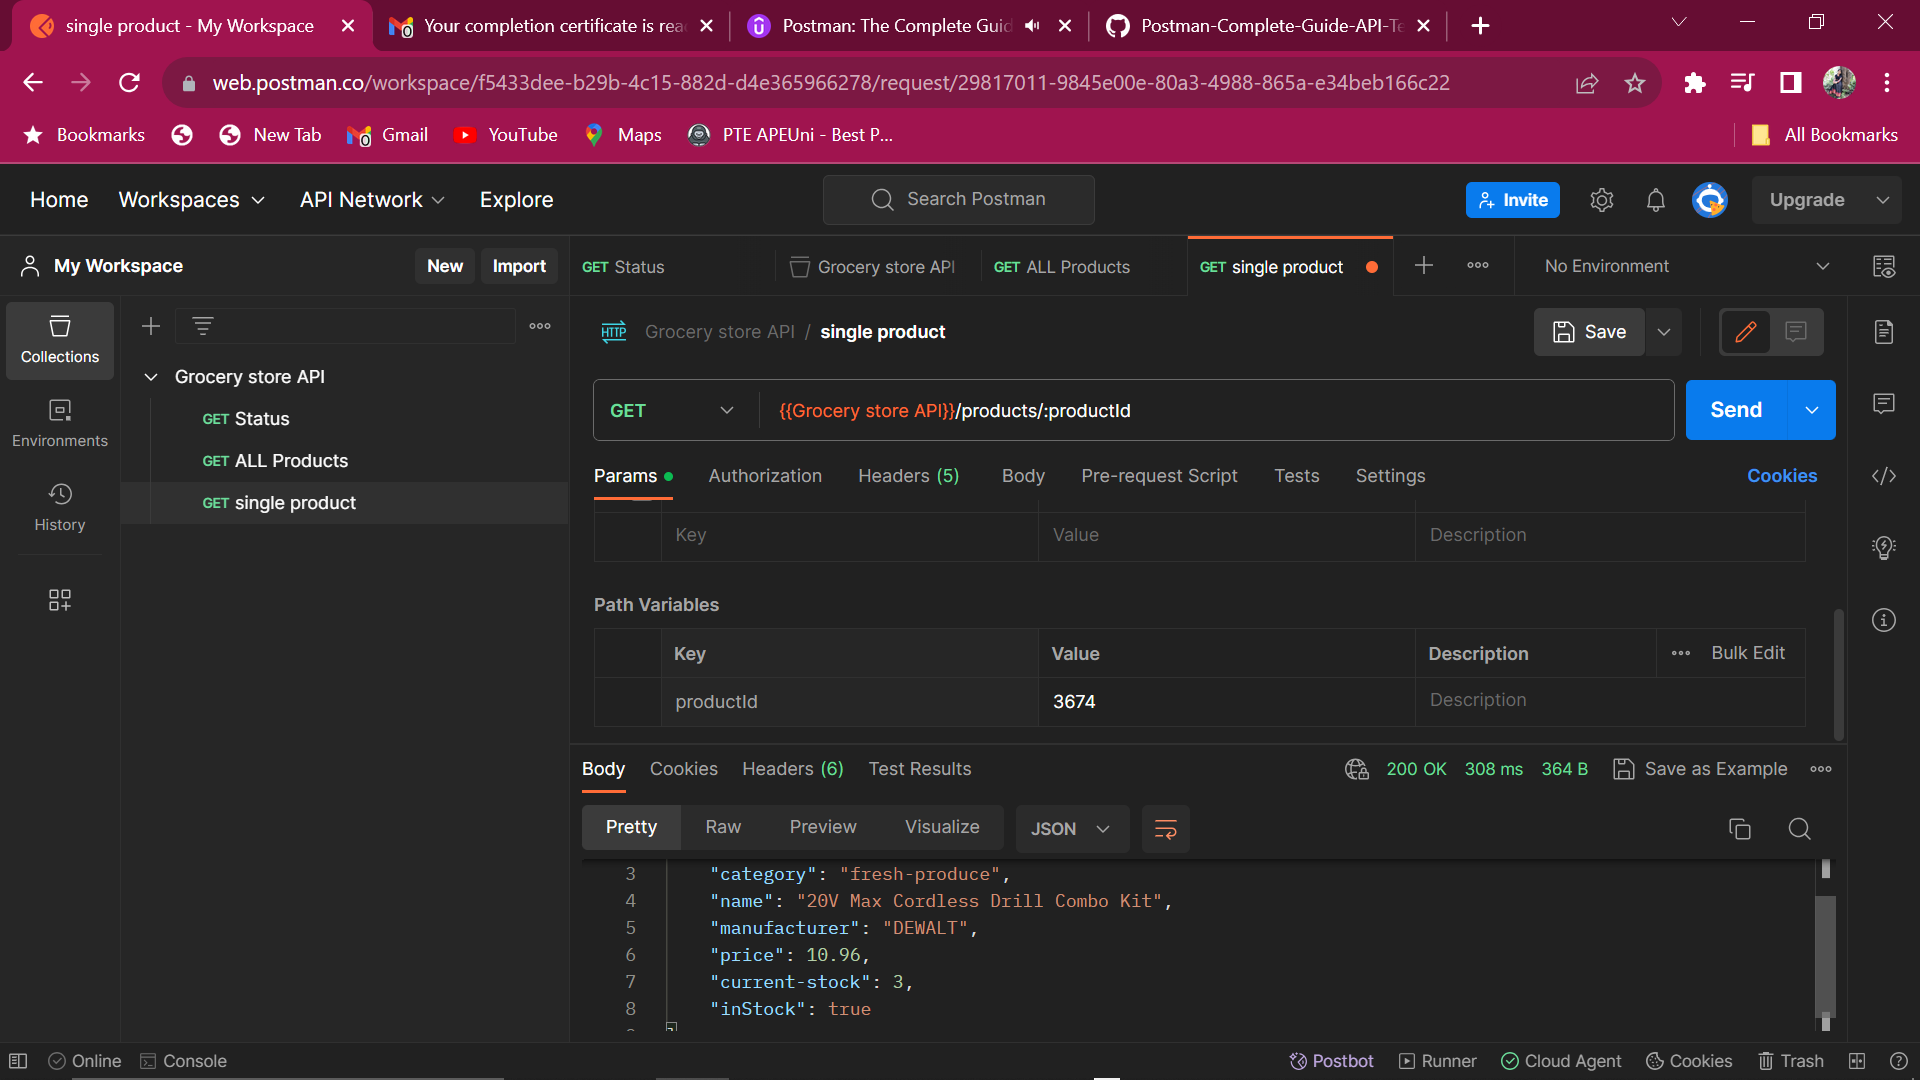 single product - My Workspace
Your completion certificate is rea
Postman: The Complete Guid
Postman-Complete-Guide-API-Te
web.postman.co/workspace/f5433dee-b29b-4c15-882d-d4e365966278/request/29817011-9845e00e-80a3-4988-865a-e34beb166c22
Bookmarks
New Tab
Gmail
YouTube
Maps
PTE APEUni - Best P...
All Bookmarks
Home
Workspaces
API Network
Explore
Search Postman
Invite
Upgrade
My Workspace
New
Import
GET Status
Grocery store API
GET ALL Products
GET single product
No Environment
Collections
Environments
History
Grocery store API
GET Status
GET ALL Products
GET single product
HTTP
Grocery store API / single product
Save
GET
{{Grocery store API}}/products/:productId
Send
Params
Authorization
Headers (5)
Body
Pre-request Script
Tests
Settings
Cookies
Key
Value
Description
Path Variables
Key
Value
Description
Bulk Edit
productId
3674
Description
Body
Cookies
Headers (6)
Test Results
200 OK
308 ms
364 B
Save as Example
Pretty
Raw
Preview
Visualize
JSON
3 "category": "fresh-produce",
4 "name": "20V Max Cordless Drill Combo Kit",
5 "manufacturer": "DEWALT",
6 "price": 10.96,
7 "current-stock": 3,
8 "inStock": true
Online
Console
Postbot
Runner
Cloud Agent
Cookies
Trash